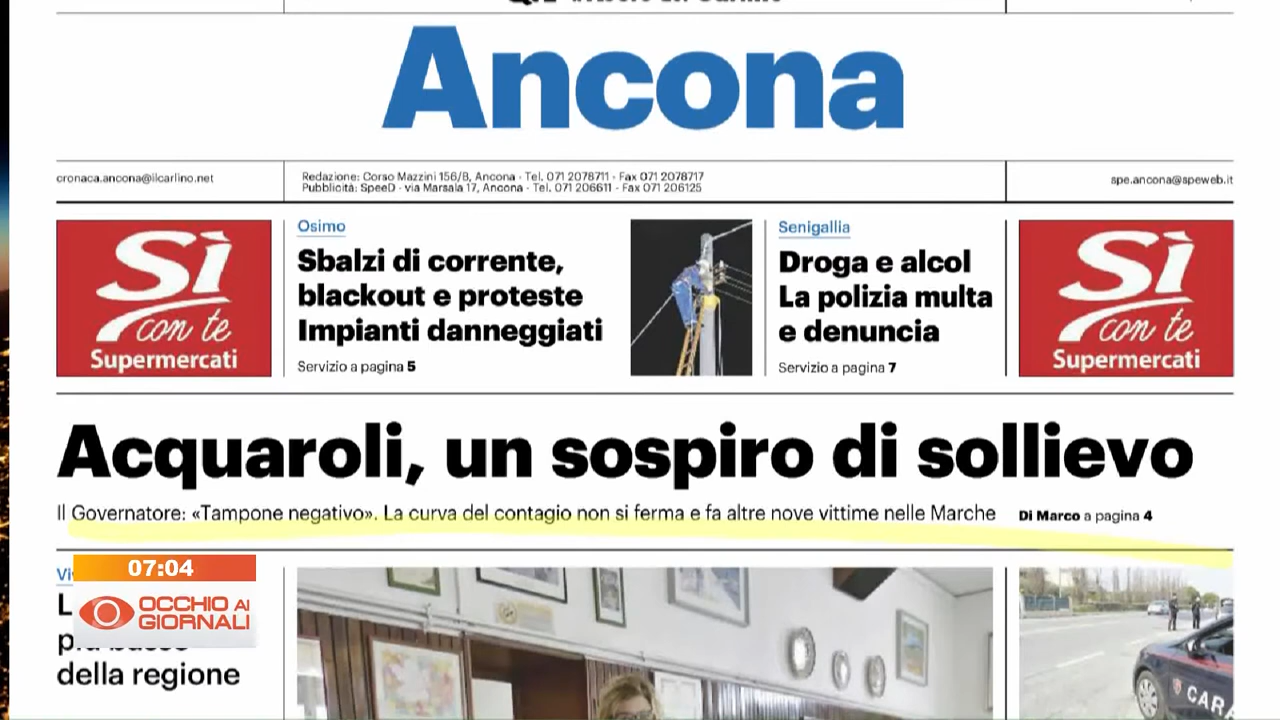 Ancona
cronaca.ancona@ilcarlino.net
Redazione: Corso Mazzini 156/B, Ancona - Tel. 071 2078711 - Fax 071 2078717
Pubblicità: SpeeD - via Marsala 17, Ancona - Tel. 071 206611 - Fax 071 206125
spe.ancona@speweb.it
Sì
con te
Supermercati
Osimo
Sbalzi di corrente,
blackout e proteste
Impianti danneggiati
Servizio a pagina 5
Senigallia
Droga e alcol
La polizia multa
e denuncia
Servizio a pagina 7
Sì
con te
Supermercati
Acquaroli, un sospiro di sollievo
Il Governatore: «Tampone negativo». La curva del contagio non si ferma e fa altre nove vittime nelle Marche
Di Marco a pagina 4
07:04
OCCHIO AI
GIORNALI
della regione